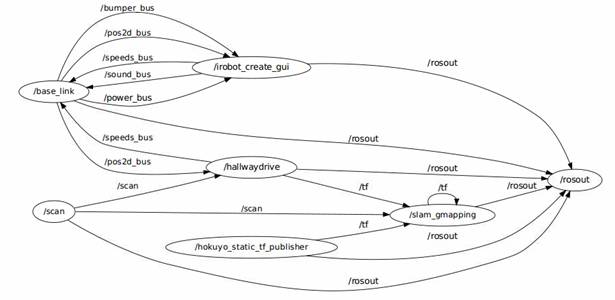 /bumper_bus
/pos2d_bus
/rosout
/speeds_bus
/irobot_create_gui
/sound_bus
/base_link
/power_bus
/speeds_bus
/rosout
/pos2d_bus
/hallwaydrive
/rosout
/rosout
/scan
/tf
/tf
/rosout
/scan
/scan
/slam_gmapping
/tf
/hokuyo_static_tf_publisher
/rosout
/rosout